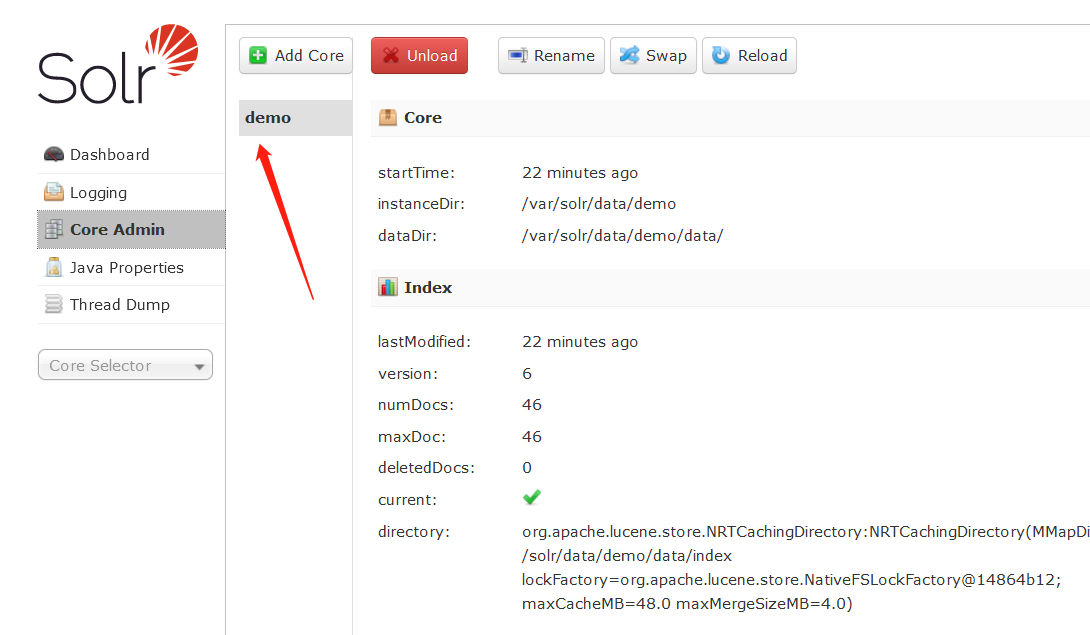 Solr
Dashboard
Logging
Core Admin
Java Properties
Thread Dump
Core Selector
Add Core
Unload
Rename
Swap
Reload
demo
Core
startTime: 22 minutes ago
instanceDir: /var/solr/data/demo
dataDir: /var/solr/data/demo/data/
Index
lastModified: 22 minutes ago
version: 6
numDocs: 46
maxDoc: 46
deletedDocs: 0
current:
directory: org.apache.lucene.store.NRTCachingDirectory:NRTCachingDirectory(MMapDi
/solr/data/demo/data/index
lockFactory=org.apache.lucene.store.NativeFSLockFactory@14864b12;
maxCacheMB=48.0 maxMergeSizeMB=4.0)